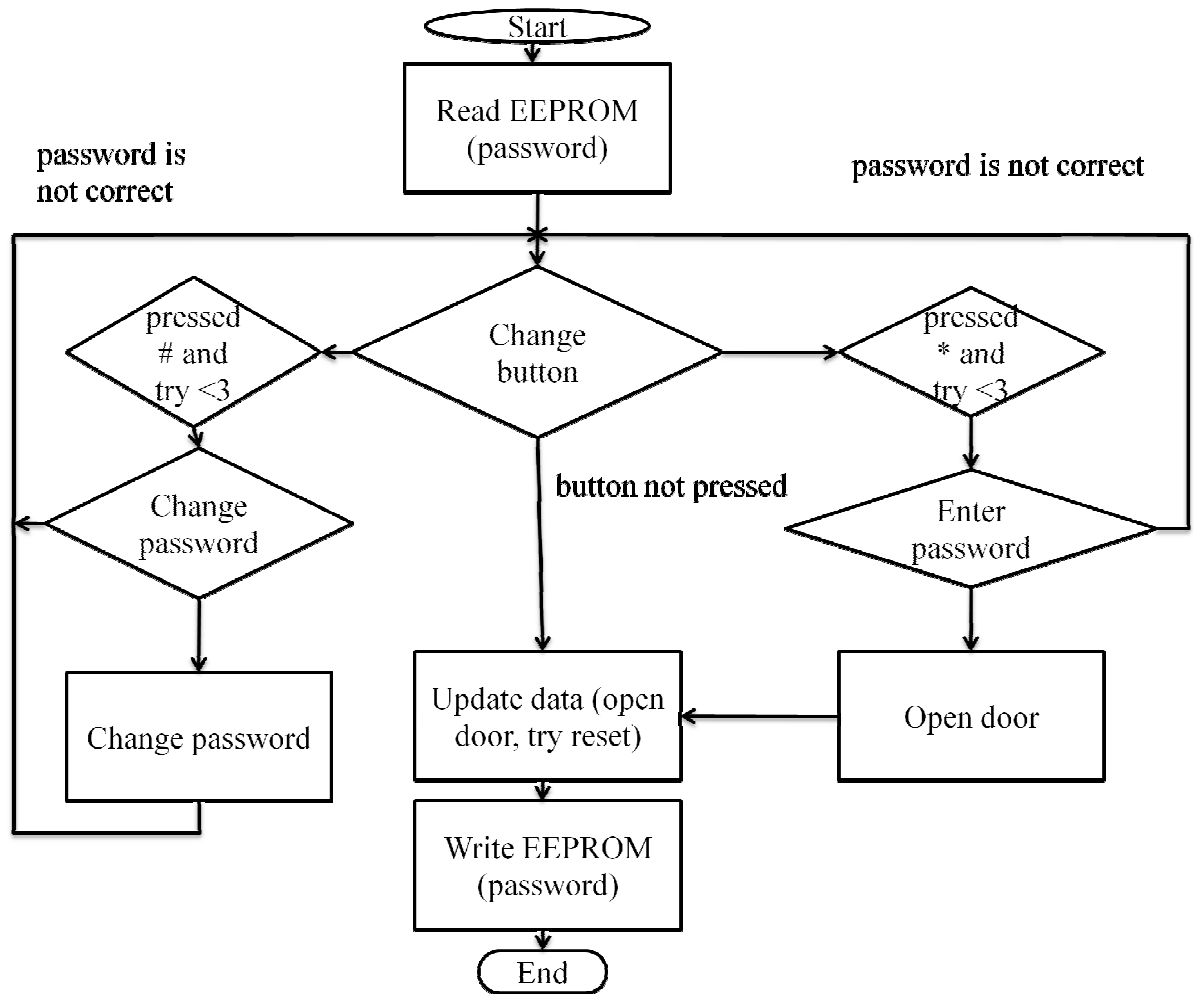 Start
Read EEPROM
(password)
password is
not correct
password is not correct
pressed
# and
try <3
Change
button
pressed
* and
try <3
Change
password
button not pressed
Enter
password
Change password
Update data (open
door, try reset)
Open door
Write EEPROM
(password)
End